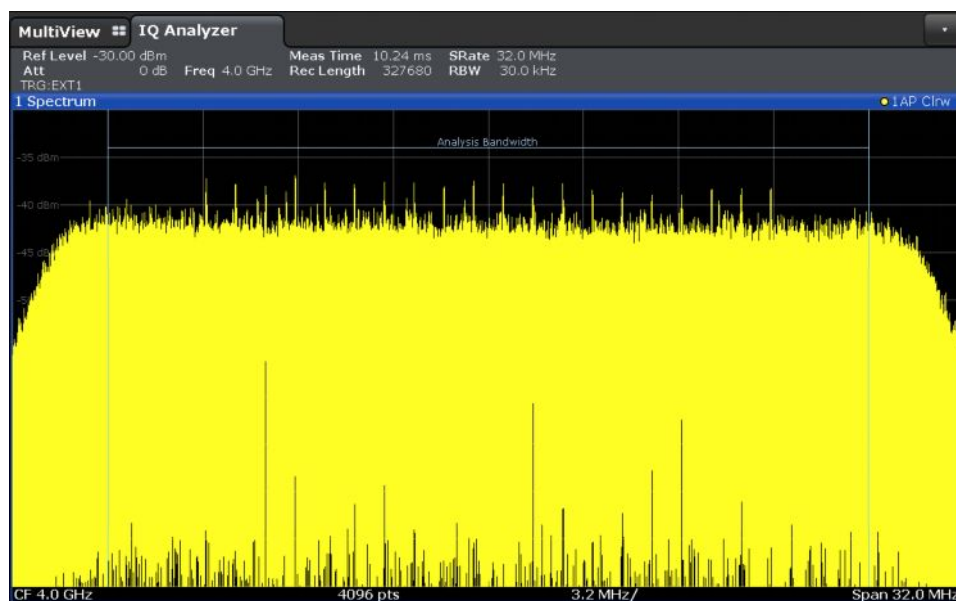 MultiView IQ Analyzer
Ref Level -30.00 dBm Meas Time 10.24 ms SRate 32.0 MHz
Att 0 dB Freq 4.0 GHz Rec Length 327680 RBW 30.0 kHz
TRG:EXT1
1 Spectrum 1AP Clrw
Analysis Bandwidth
-35 dBm
-40 dBm
CF 4.0 GHz 4096 pts 3.2 MHz/ Span 32.0 MHz